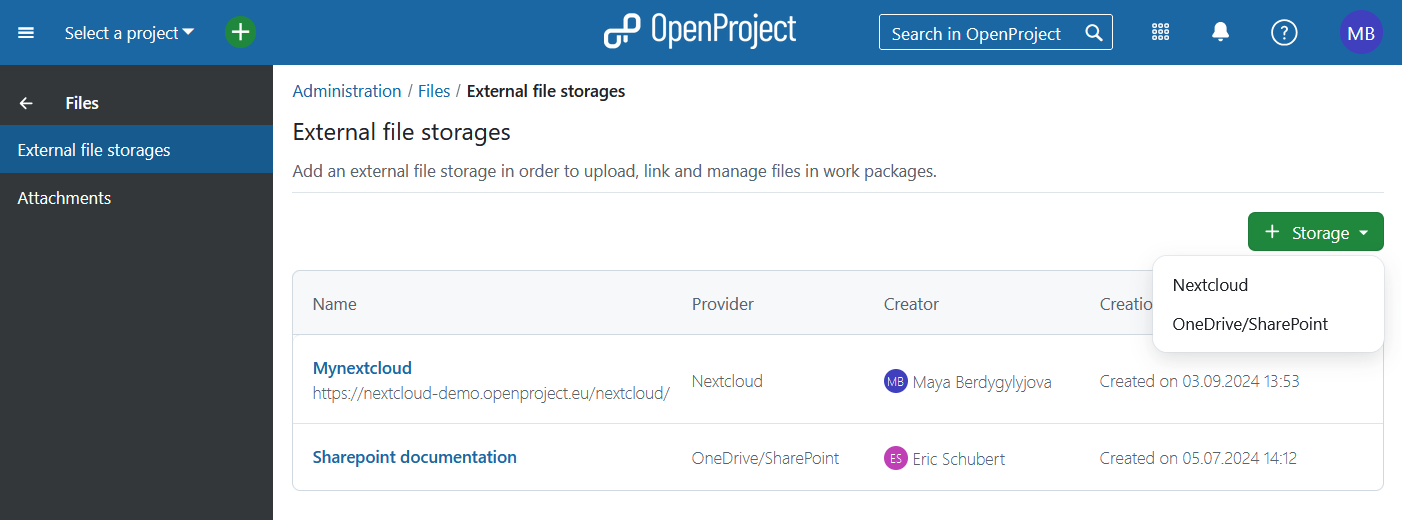 Select a project
OpenProject
Search in OpenProject
?
MB
Files
External file storages
Attachments
Administration / Files / External file storages
External file storages
Add an external file storage in order to upload, link and manage files in work packages.
+ Storage
Nextcloud
OneDrive/SharePoint
Name Provider Creator Creatio
Mynextcloud
https://nextcloud-demo.openproject.eu/nextcloud/
Nextcloud MB Maya Berdygylyjova Created on 03.09.2024 13:53
Sharepoint documentation OneDrive/SharePoint ES Eric Schubert Created on 05.07.2024 14:12